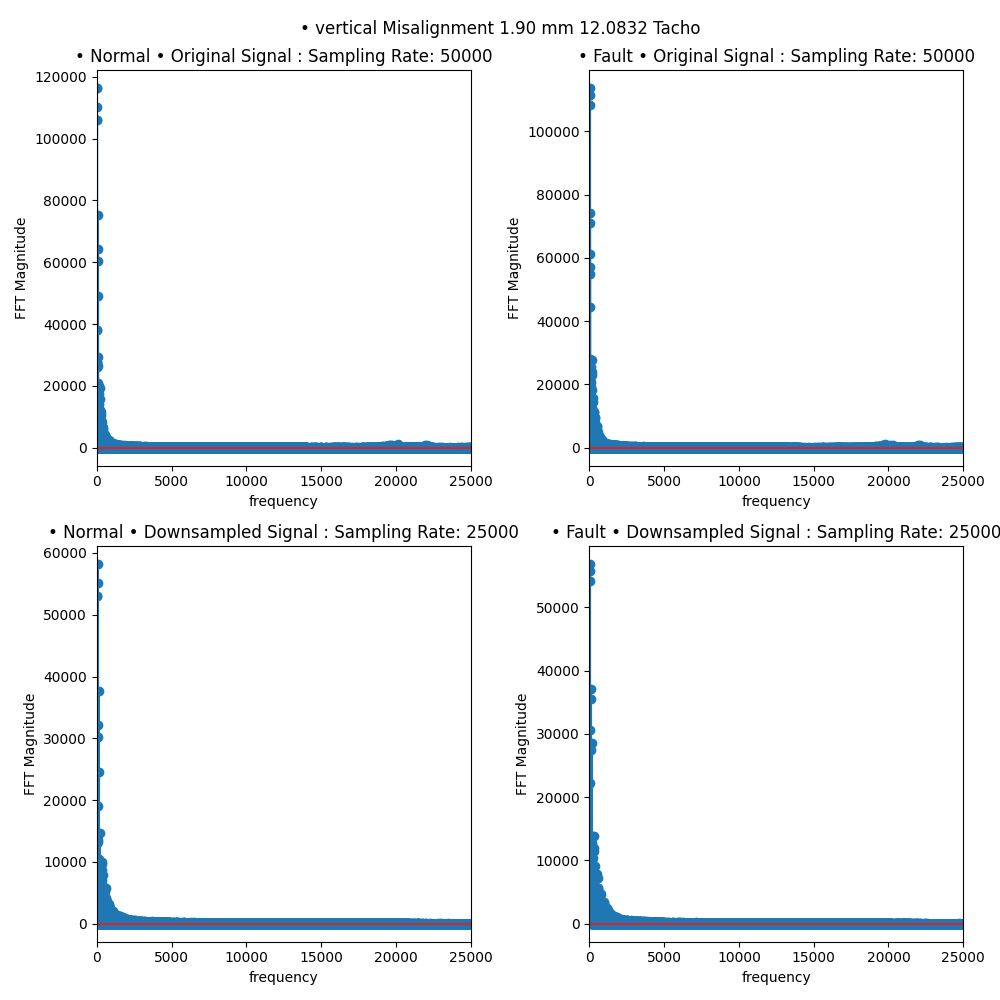 • vertical Misalignment 1.90 mm 12.0832 Tacho
• Normal • Original Signal : Sampling Rate: 50000
120000
100000
80000
60000
40000
20000
0
FFT Magnitude
0 5000 10000 15000 20000 25000
frequency
• Fault • Original Signal : Sampling Rate: 50000
100000
80000
60000
40000
20000
0
FFT Magnitude
0 5000 10000 15000 20000 25000
frequency
• Normal • Downsampled Signal : Sampling Rate: 25000
60000
50000
40000
30000
20000
10000
0
FFT Magnitude
0 5000 10000 15000 20000 25000
frequency
• Fault • Downsampled Signal : Sampling Rate: 25000
50000
40000
30000
20000
10000
0
FFT Magnitude
0 5000 10000 15000 20000 25000
frequency